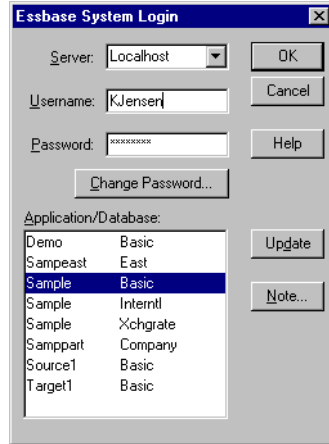 Essbase System Login
Server: Localhost OK
Username: KJensen Cancel
Password: ******** Help
Change Password...
Application/Database:
Demo Basic
Sampeast East Update
Sample Basic
Sample Interntl Note...
Sample Xchgrate
Samppart Company
Source1 Basic
Target1 Basic